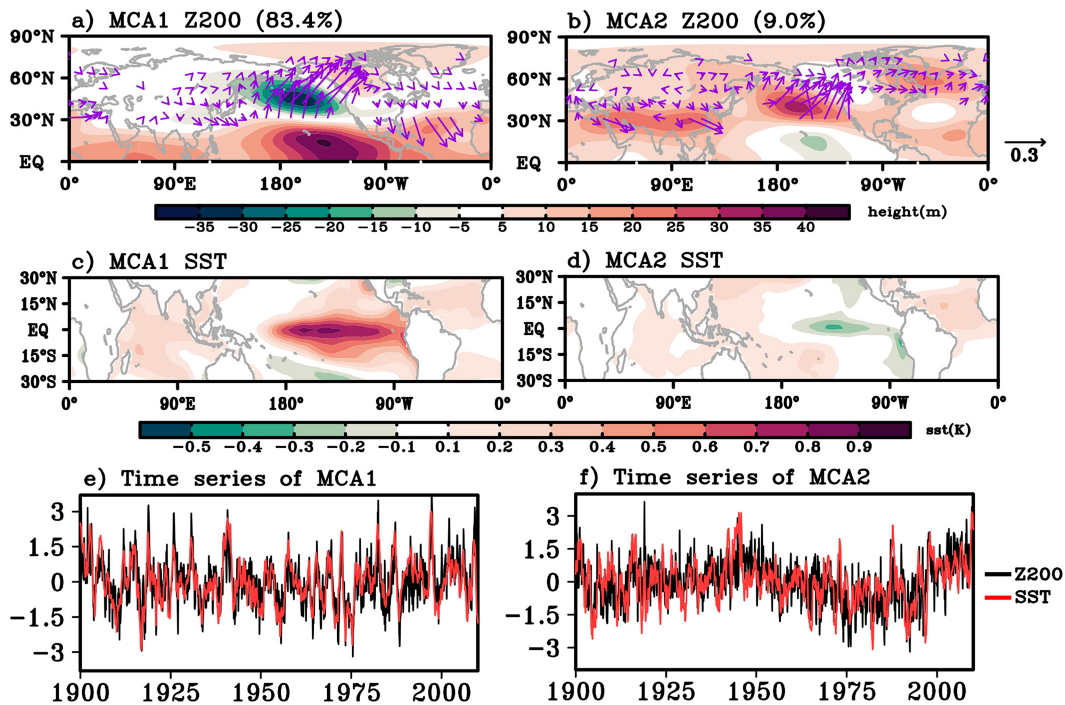 a) MCA1 Z200 (83.4%)
b) MCA2 Z200 (9.0%)
90°N
60°N
30°N
EQ
0°
90°E
180°
90°W
0°
90°N
60°N
30°N
EQ
0°
90°E
180°
90°W
0°
0.3
−35 −30 −25 −20 −15 −10 −5 5 10 15 20 25 30 35 40
height(m)
c) MCA1 SST
d) MCA2 SST
30°N
15°N
EQ
15°S
30°S
0°
90°E
180°
90°W
0°
30°N
15°N
EQ
15°S
30°S
0°
90°E
180°
90°W
0°
−0.5 −0.4 −0.3 −0.2 −0.1 0.1 0.2 0.3 0.4 0.5 0.6 0.7 0.8 0.9
sst(K)
e) Time series of MCA1
f) Time series of MCA2
3
1.5
0
−1.5
−3
1900 1925 1950 1975 2000
3
1.5
0
−1.5
−3
1900 1925 1950 1975 2000
Z200
SST